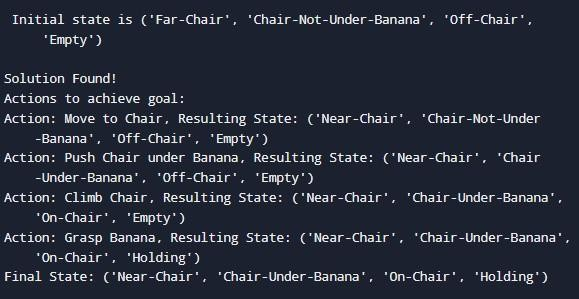 Initial state is ('Far-Chair', 'Chair-Not-Under-Banana', 'Off-Chair',
'Empty')
Solution Found!
Actions to achieve goal:
Action: Move to Chair, Resulting State: ('Near-Chair', 'Chair-Not-Under
-Banana', 'Off-Chair', 'Empty')
Action: Push Chair under Banana, Resulting State: ('Near-Chair', 'Chair
-Under-Banana', 'Off-Chair', 'Empty')
Action: Climb Chair, Resulting State: ('Near-Chair', 'Chair-Under-Banana',
'On-Chair', 'Empty')
Action: Grasp Banana, Resulting State: ('Near-Chair', 'Chair-Under-Banana',
'On-Chair', 'Holding')
Final State: ('Near-Chair', 'Chair-Under-Banana', 'On-Chair', 'Holding')